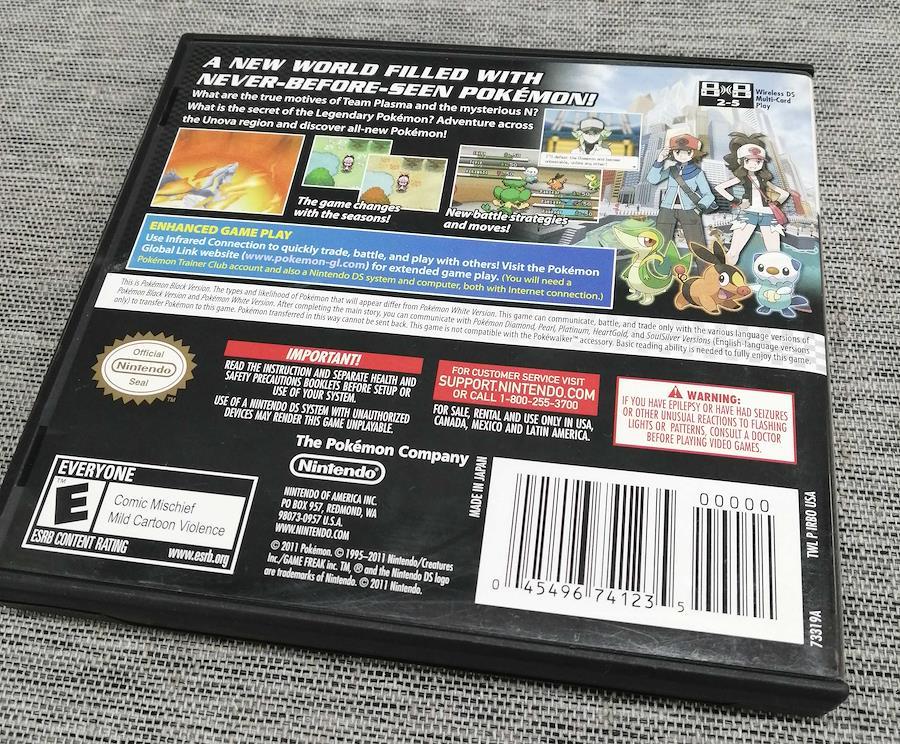 A NEW WORLD FILLED WITH
NEVER-BEFORE-SEEN POKÉMON!
What are the true motives of Team Plasma and the mysterious N?
What is the secret of the Legendary Pokémon? Adventure across
the Unova region and discover all-new Pokémon!
2-5
Wireless DS
Multi-Card
Play
The game changes
with the seasons!
New battle strategies
and moves!
ENHANCED GAME PLAY
Use Infrared Connection to quickly trade, battle, and play with others! Visit the Pokémon
Global Link website (www.pokemon-gl.com) for extended game play. (You will need a
Pokémon Trainer Club account and also a Nintendo DS system and computer, both with Internet connection.)
This is Pokémon Black Version. The types and likelihood of Pokémon that will appear differ from Pokémon White Version. This game can communicate, battle, and trade only with the various language versions of
Pokémon Black Version and Pokémon White Version. After completing the main story, you can communicate with Pokémon Diamond, Pearl, Platinum, HeartGold, and SoulSilver Versions (English-language versions
only) to transfer Pokémon to this game. Pokémon transferred in this way cannot be sent back. This game is not compatible with the Pokéwalker™ accessory. Basic reading ability is needed to fully enjoy this game.
Official
Nintendo
Seal
TM
IMPORTANT!
READ THE INSTRUCTION AND SEPARATE HEALTH AND
SAFETY PRECAUTIONS BOOKLETS BEFORE SETUP OR
USE OF YOUR SYSTEM.
USE OF A NINTENDO DS SYSTEM WITH UNAUTHORIZED
DEVICES MAY RENDER THIS GAME UNPLAYABLE.
FOR CUSTOMER SERVICE VISIT
SUPPORT.NINTENDO.COM
OR CALL 1-800-255-3700
FOR SALE, RENTAL AND USE ONLY IN USA,
CANADA, MEXICO AND LATIN AMERICA.
WARNING:
IF YOU HAVE EPILEPSY OR HAVE HAD SEIZURES
OR OTHER UNUSUAL REACTIONS TO FLASHING
LIGHTS OR PATTERNS, CONSULT A DOCTOR
BEFORE PLAYING VIDEO GAMES.
EVERYONE
TM
E
Comic Mischief
Mild Cartoon Violence
ESRB CONTENT RATING
www.esrb.org
The Pokémon Company
Nintendo®
NINTENDO OF AMERICA INC.
PO BOX 957, REDMOND, WA
98073-0957 U.S.A.
WWW.NINTENDO.COM
© 2011 Pokémon. © 1995–2011 Nintendo/Creatures
Inc./GAME FREAK inc. TM, ® and the Nintendo DS logo
are trademarks of Nintendo. © 2011 Nintendo.
MADE IN JAPAN
00000
0 45496 74123 5
TWL P IRBO USA
73319A